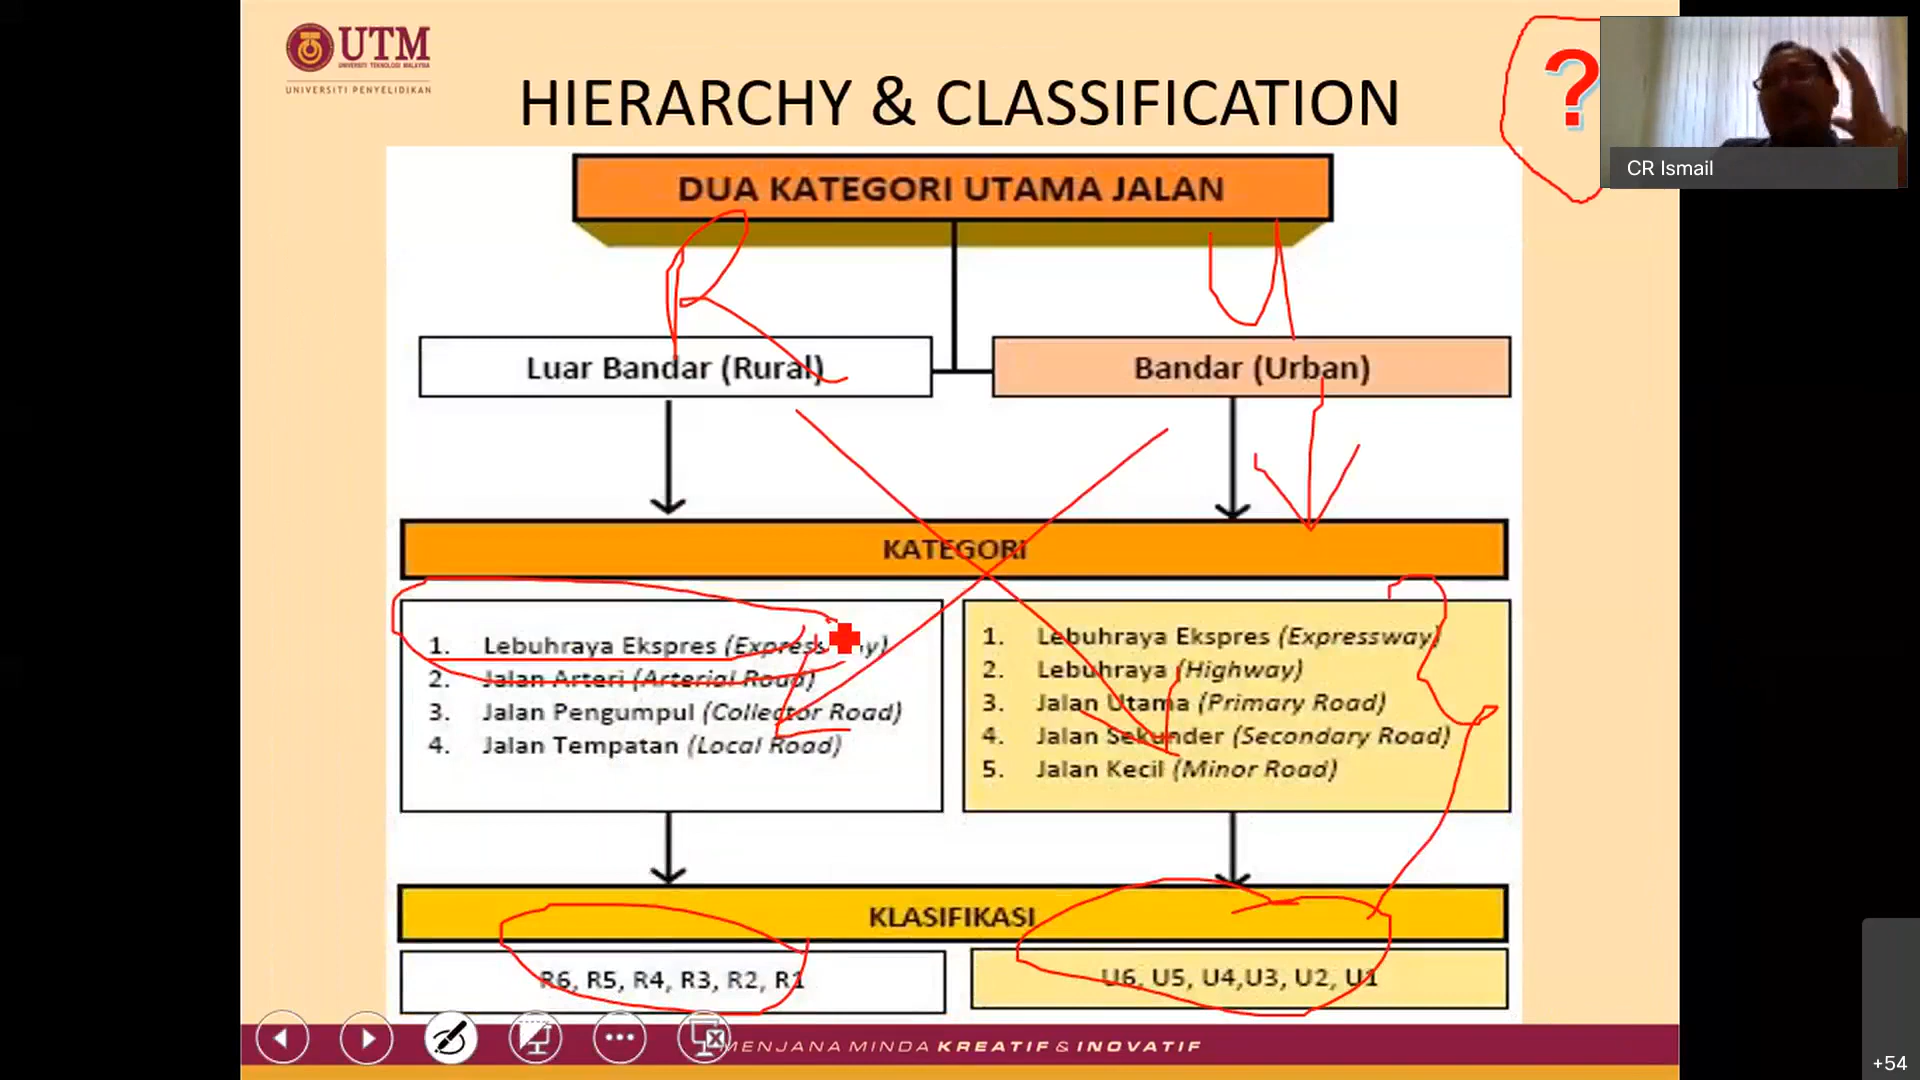 UTM
UNIVERSITI TEKNOLOGI MALAYSIA
UNIVERSITI PENYELIDIKAN
HIERARCHY & CLASSIFICATION
?
CR Ismail
DUA KATEGORI UTAMA JALAN
R
U
Luar Bandar (Rural)
Bandar (Urban)
KATEGORI
1. Lebuhraya Ekspres (Expressway)
2. Jalan Arteri (Arterial Road)
3. Jalan Pengumpul (Collector Road)
4. Jalan Tempatan (Local Road)
1. Lebuhraya Ekspres (Expressway)
2. Lebuhraya (Highway)
3. Jalan Utama (Primary Road)
4. Jalan Sekunder (Secondary Road)
5. Jalan Kecil (Minor Road)
KLASIFIKASI
R6, R5, R4, R3, R2, R1
U6, U5, U4,U3, U2, U1
MENJANA MINDA KREATIF & INOVATIF
+54